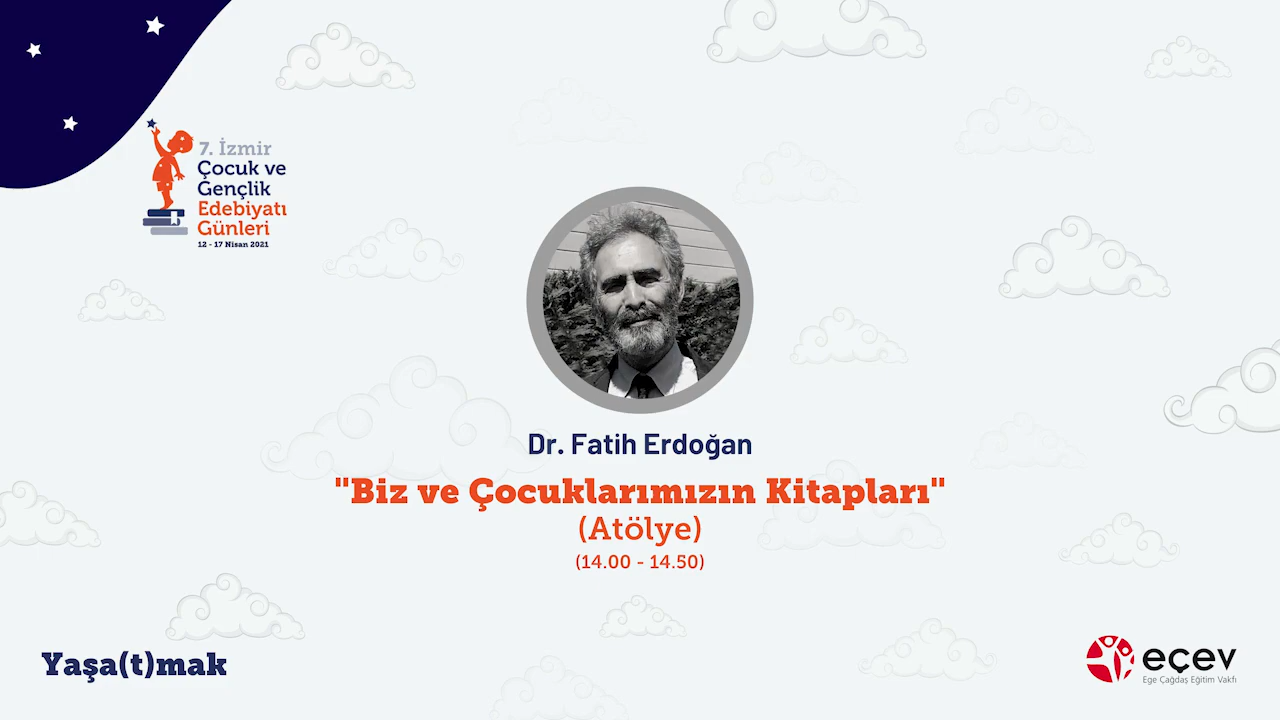 7. İzmir
Çocuk ve
Gençlik
Edebiyatı
Günleri
12 - 17 Nisan 2021
Dr. Fatih Erdoğan
"Biz ve Çocuklarımızın Kitapları"
(Atölye)
(14.00 - 14.50)
Yaşa(t)mak
eçev
Ege Çağdaş Eğitim Vakfı